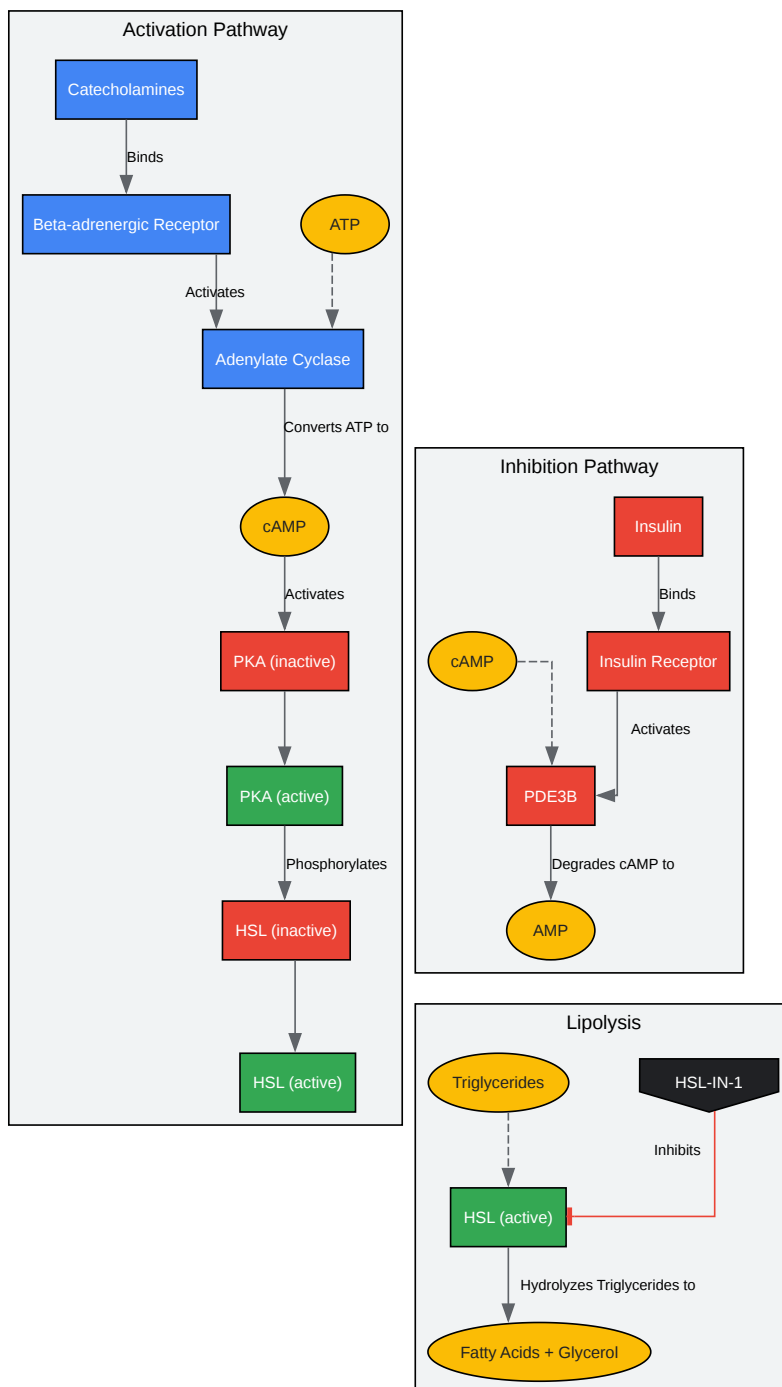 Activation Pathway
Catecholamines
Binds
Beta-adrenergic Receptor
ATP
Activates
Adenylate Cyclase
Converts ATP to
cAMP
Activates
PKA (inactive)
PKA (active)
Phosphorylates
HSL (inactive)
HSL (active)
Inhibition Pathway
Insulin
Binds
cAMP
Insulin Receptor
Activates
PDE3B
Degrades cAMP to
AMP
Lipolysis
Triglycerides
HSL-IN-1
Inhibits
HSL (active)
Hydrolyzes Triglycerides to
Fatty Acids + Glycerol